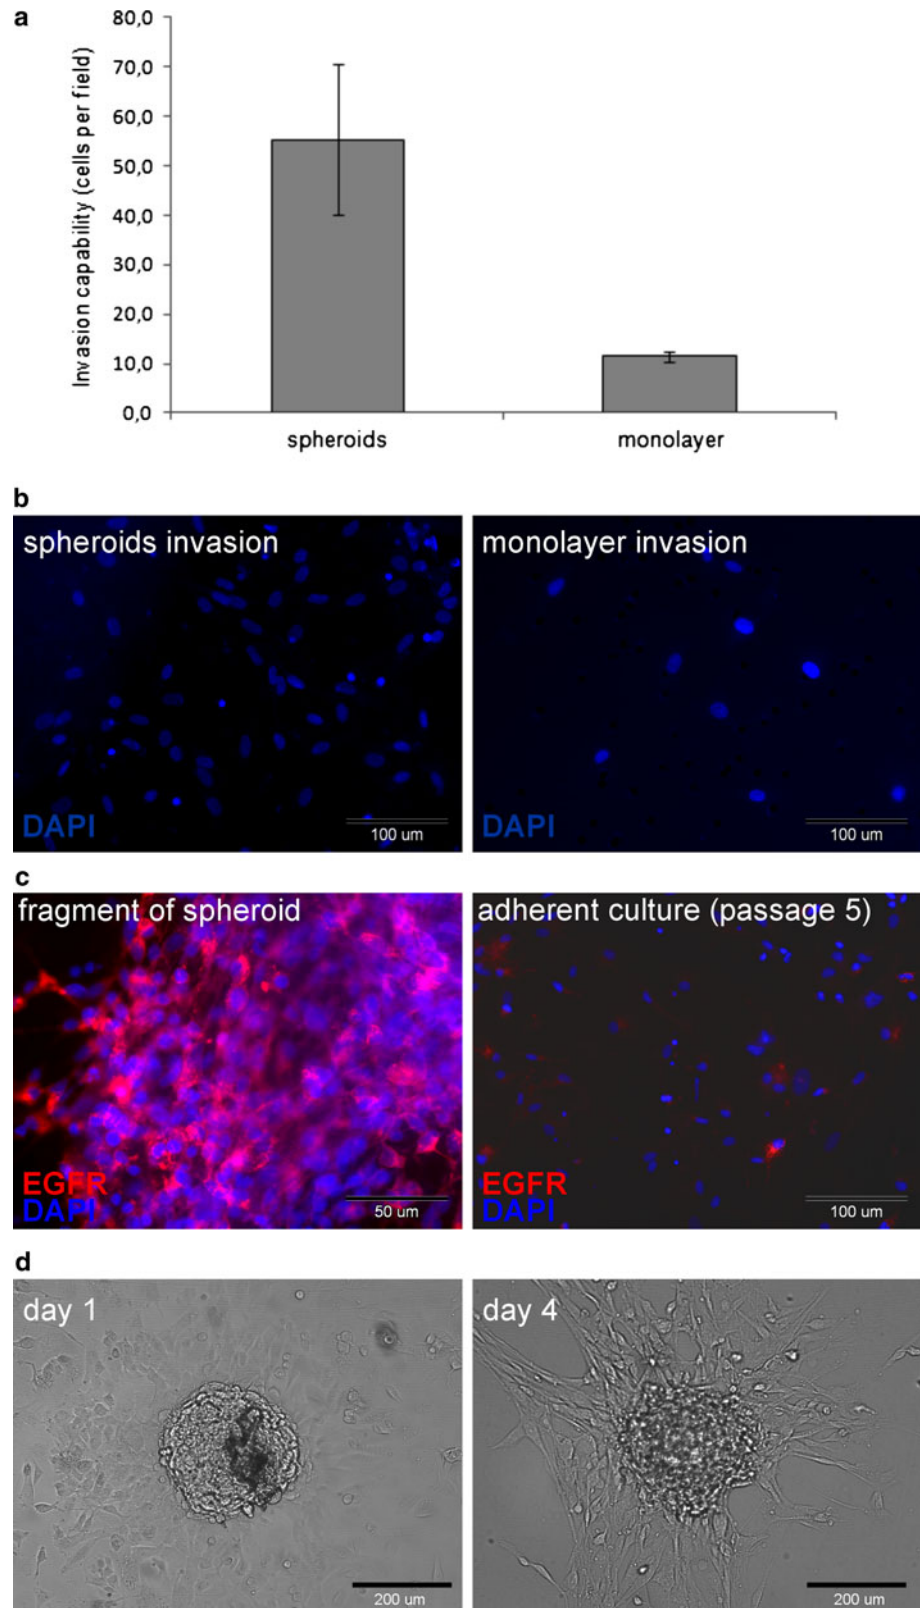 a
80,0
70,0
60,0
50,0
40,0
30,0
20,0
10,0
0,0
Invasion capability (cells per field)
spheroids
monolayer
b
spheroids invasion
DAPI
100 um
monolayer invasion
DAPI
100 um
c
fragment of spheroid
EGFR
DAPI
50 um
adherent culture (passage 5)
EGFR
DAPI
100 um
d
day 1
200 um
day 4
200 um